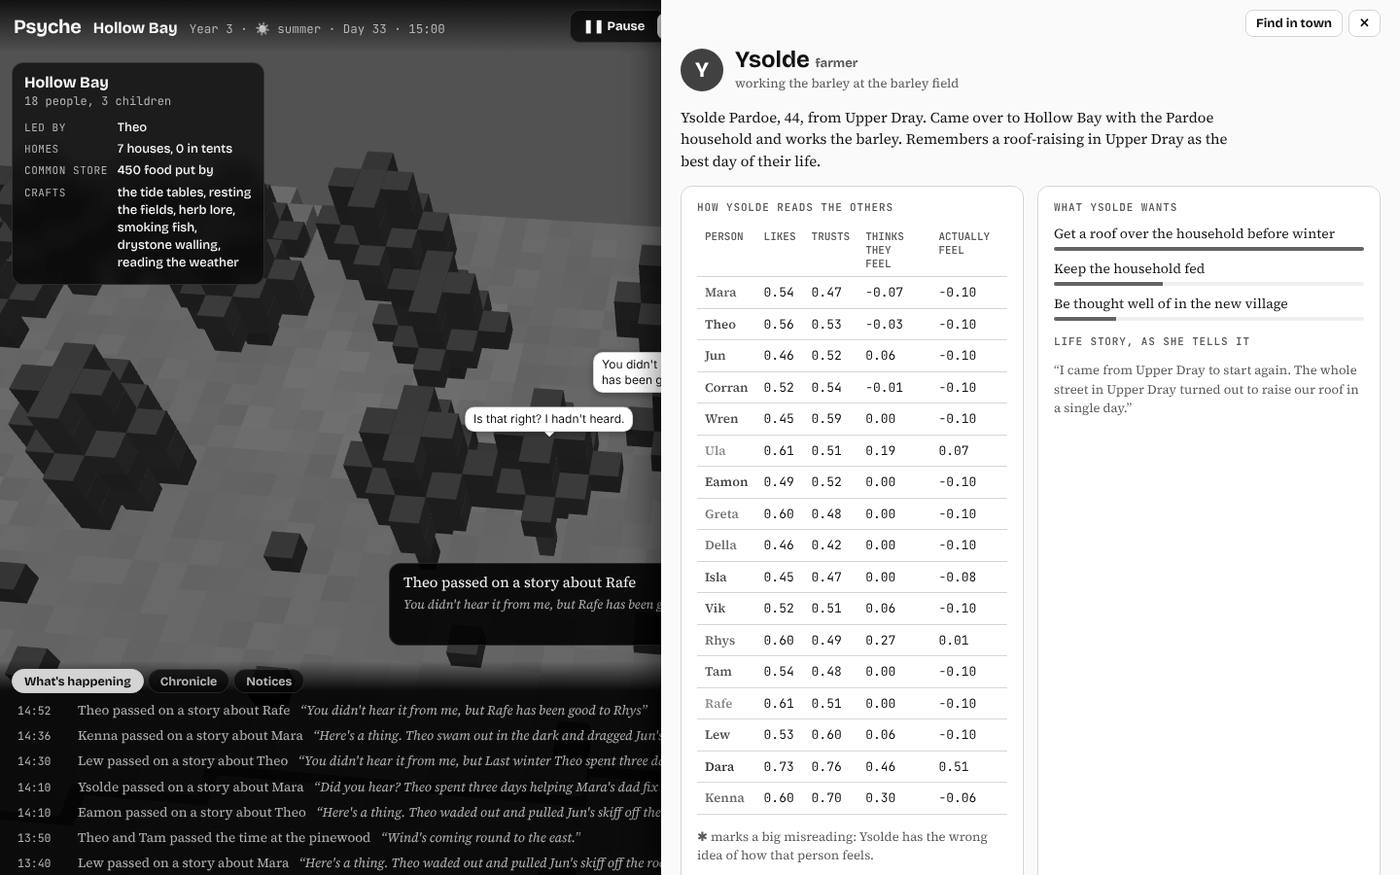 Psyche Hollow Bay Year 3 · ☀ summer · Day 33 · 15:00
❚❚ Pause
Hollow Bay
18 people, 3 children
LED BY Theo
HOMES 7 houses, 0 in tents
COMMON STORE 450 food put by
CRAFTS the tide tables, resting
the fields, herb lore,
smoking fish,
drystone walling,
reading the weather
You didn't
has been g
Is that right? I hadn't heard.
Theo passed on a story about Rafe
You didn't hear it from me, but Rafe has been g
What's happening Chronicle Notices
14:52 Theo passed on a story about Rafe “You didn't hear it from me, but Rafe has been good to Rhys”
14:36 Kenna passed on a story about Mara “Here's a thing. Theo swam out in the dark and dragged Jun's
14:30 Lew passed on a story about Theo “You didn't hear it from me, but Last winter Theo spent three da
14:10 Ysolde passed on a story about Mara “Did you hear? Theo spent three days helping Mara's dad fix
14:10 Eamon passed on a story about Theo “Here's a thing. Theo waded out and pulled Jun's skiff off the
13:50 Theo and Tam passed the time at the pinewood “Wind's coming round to the east.”
13:40 Lew passed on a story about Mara “Here's a thing. Theo waded out and pulled Jun's skiff off the ro
Find in town ✕
Y
Ysolde farmer
working the barley at the barley field
Ysolde Pardoe, 44, from Upper Dray. Came over to Hollow Bay with the Pardoe
household and works the barley. Remembers a roof-raising in Upper Dray as the
best day of their life.
HOW YSOLDE READS THE OTHERS
PERSON LIKES TRUSTS THINKS THEY FEEL ACTUALLY FEEL
Mara 0.54 0.47 -0.07 -0.10
Theo 0.56 0.53 -0.03 -0.10
Jun 0.46 0.52 0.06 -0.10
Corran 0.52 0.54 -0.01 -0.10
Wren 0.45 0.59 0.00 -0.10
Ula 0.61 0.51 0.19 0.07
Eamon 0.49 0.52 0.00 -0.10
Greta 0.60 0.48 0.00 -0.10
Della 0.46 0.42 0.00 -0.10
Isla 0.45 0.47 0.00 -0.08
Vik 0.52 0.51 0.06 -0.10
Rhys 0.60 0.49 0.27 0.01
Tam 0.54 0.48 0.00 -0.10
Rafe 0.61 0.51 0.00 -0.10
Lew 0.53 0.60 0.06 -0.10
Dara 0.73 0.76 0.46 0.51
Kenna 0.60 0.70 0.30 -0.06
✱ marks a big misreading: Ysolde has the wrong
idea of how that person feels.
WHAT YSOLDE WANTS
Get a roof over the household before winter
Keep the household fed
Be thought well of in the new village
LIFE STORY, AS SHE TELLS IT
“I came from Upper Dray to start again. The whole
street in Upper Dray turned out to raise our roof in
a single day.”